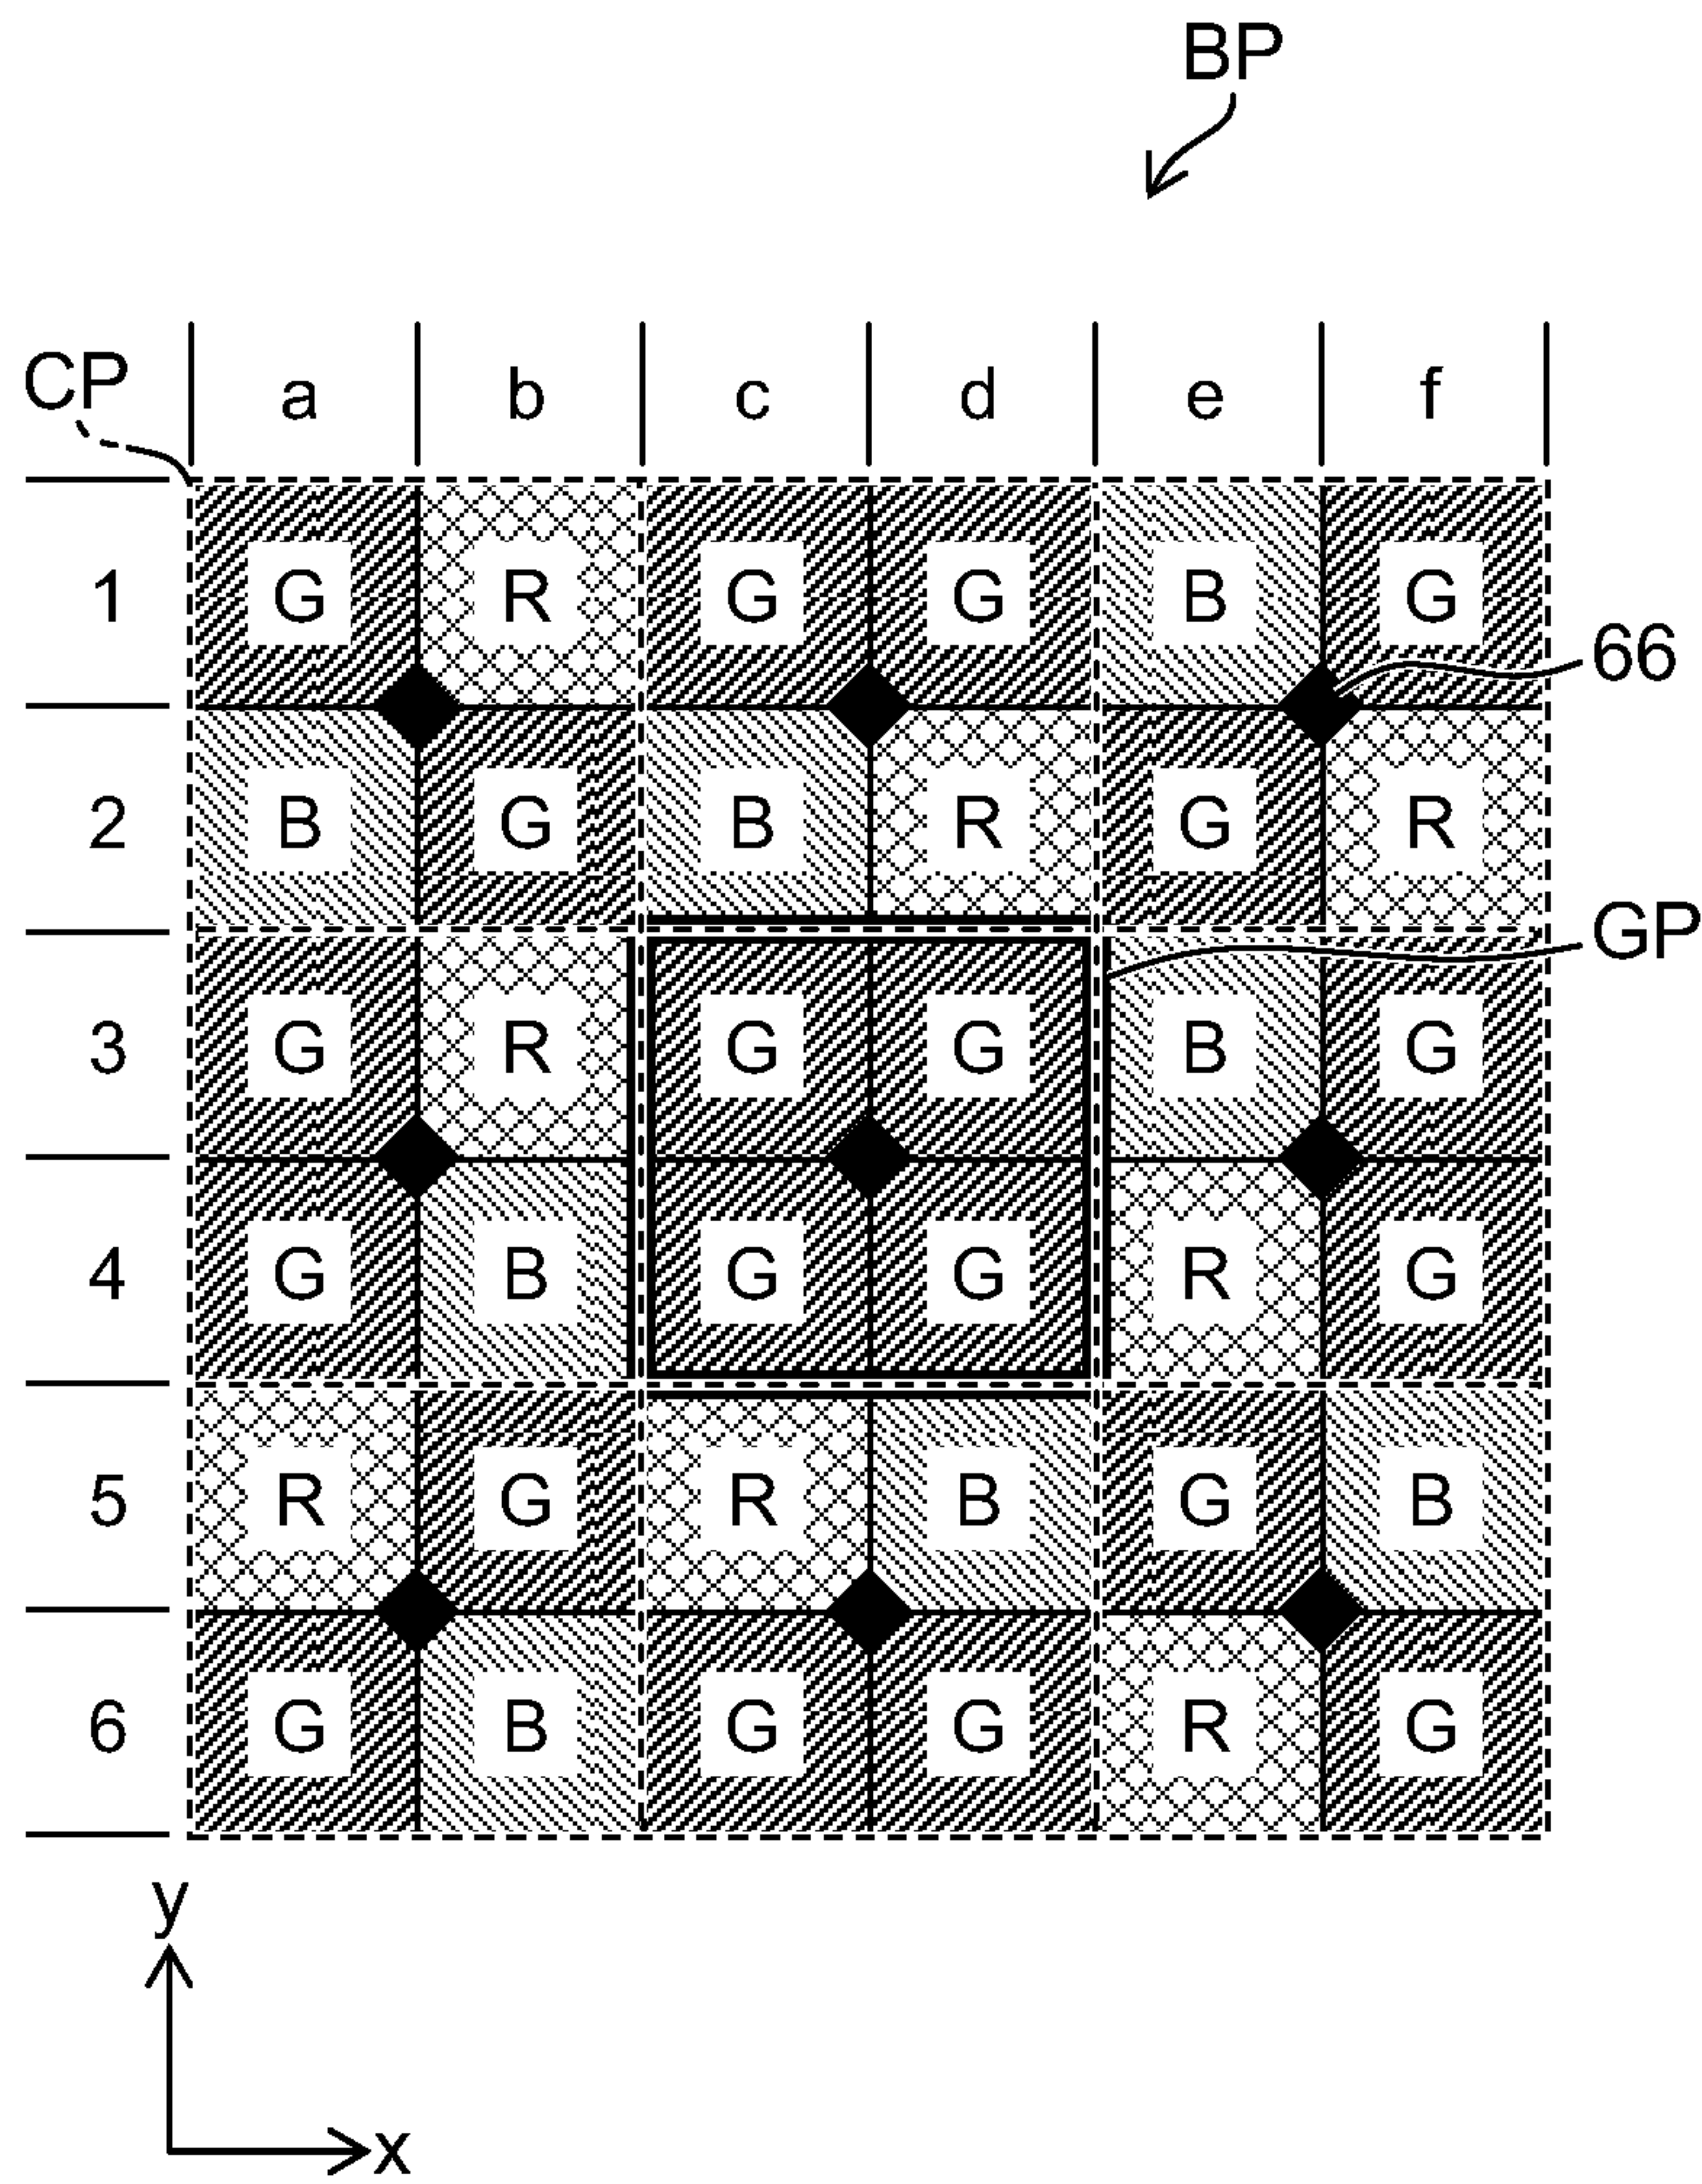 BP
CP
a b c d e f
1 G R G G B G
66
2 B G B R G R
GP
3 G R G G B G
4 G B G G R G
5 R G R B G B
6 G B G G R G
y
x